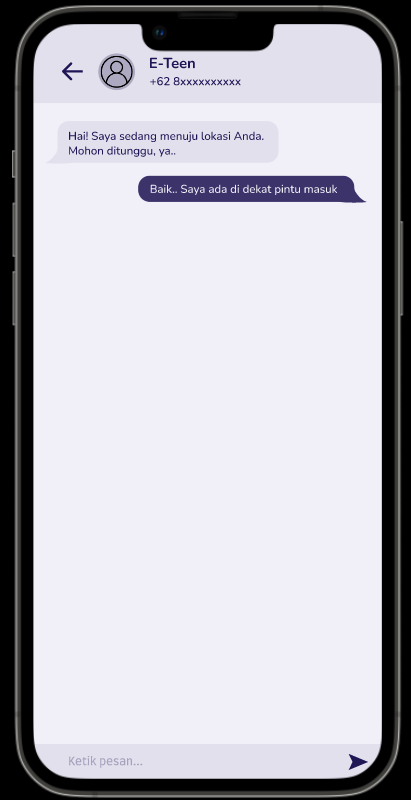 E-Teen
+62 8xxxxxxxxxx
Hai! Saya sedang menuju lokasi Anda.
Mohon ditunggu, ya..
Baik.. Saya ada di dekat pintu masuk
Ketik pesan...